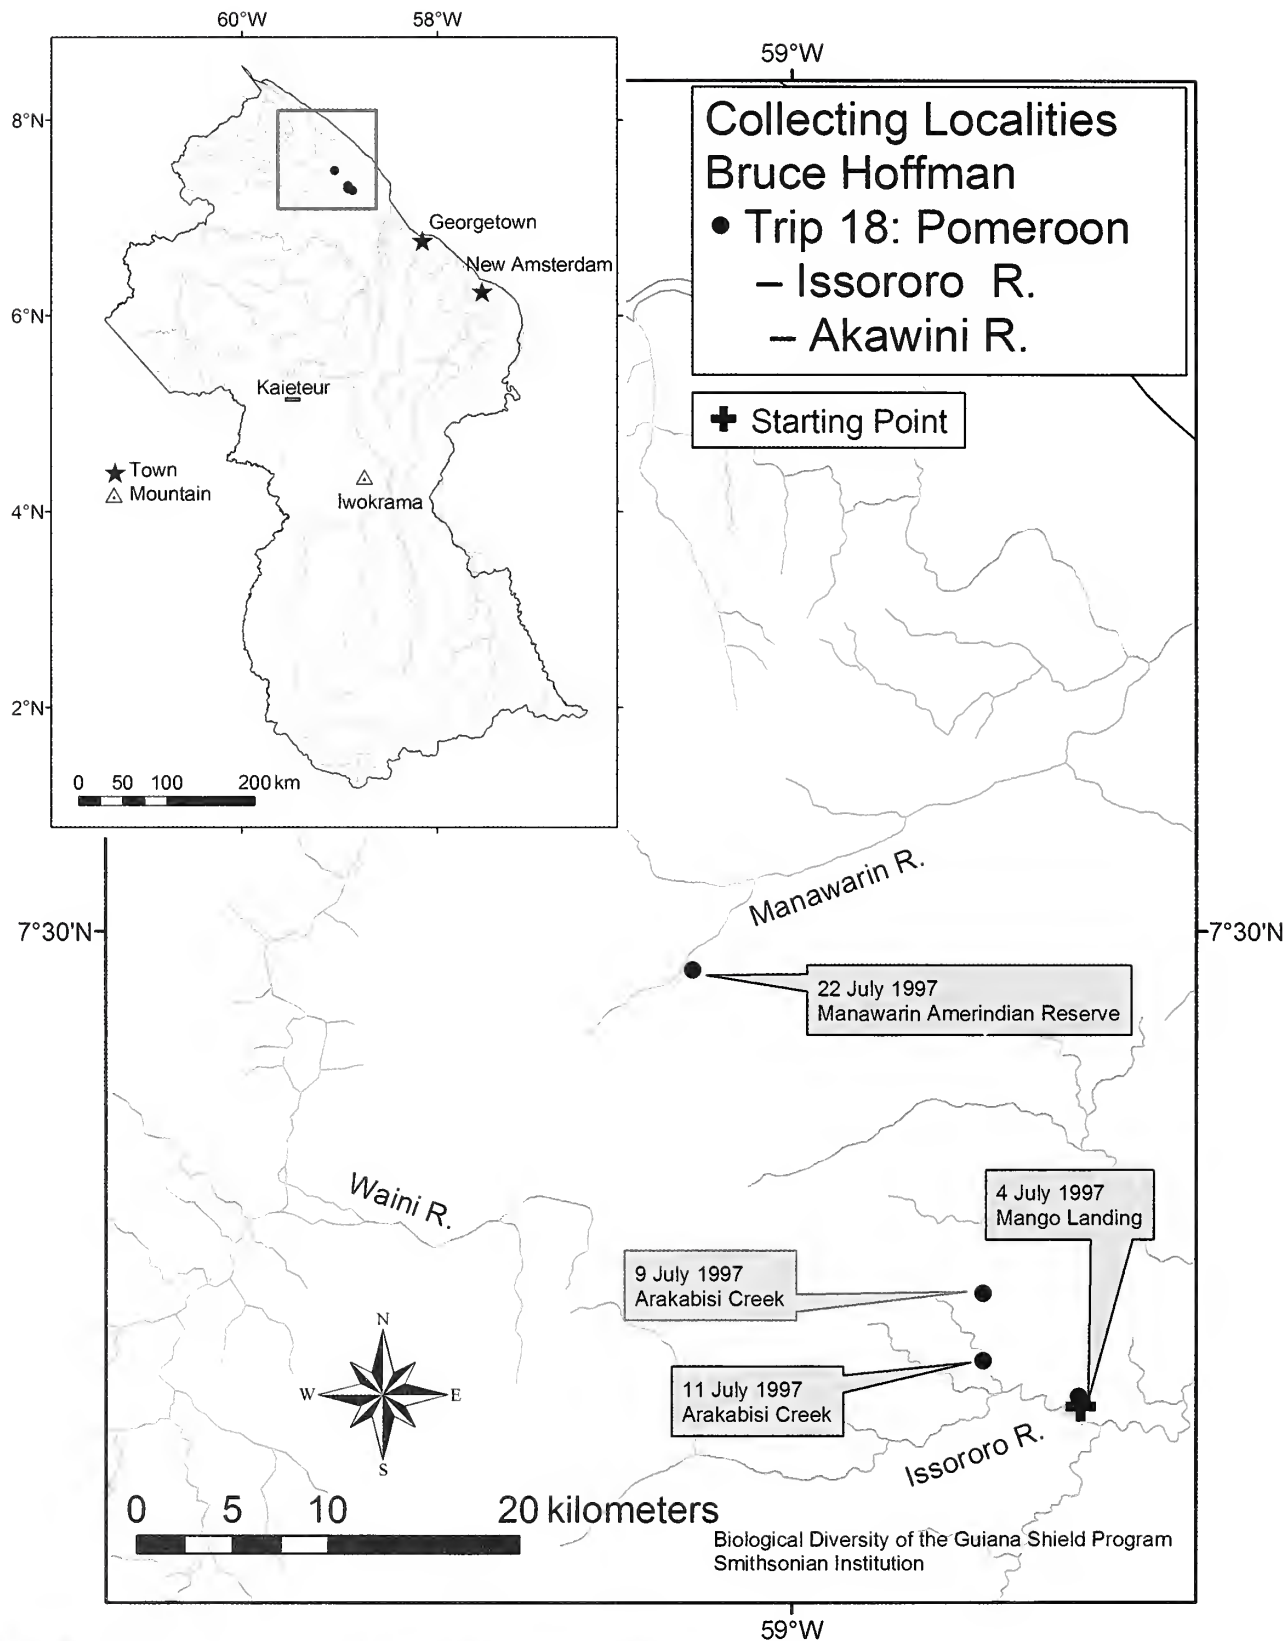 60°W 58°W
59°W
8°N
6°N
4°N
2°N
Georgetown
New Amsterdam
Kaieteur
Iwokrama
Town
Mountain
0 50 100 200 km
Collecting Localities
Bruce Hoffman
Trip 18: Pomeroon
– Issororo R.
– Akawini R.
Starting Point
Manawarin R.
7°30'N 7°30'N
22 July 1997
Manawarin Amerindian Reserve
Waini R.
4 July 1997
Mango Landing
9 July 1997
Arakabisi Creek
11 July 1997
Arakabisi Creek
Issororo R.
N
W E
S
0 5 10 20 kilometers
Biological Diversity of the Guiana Shield Program
Smithsonian Institution
59°W